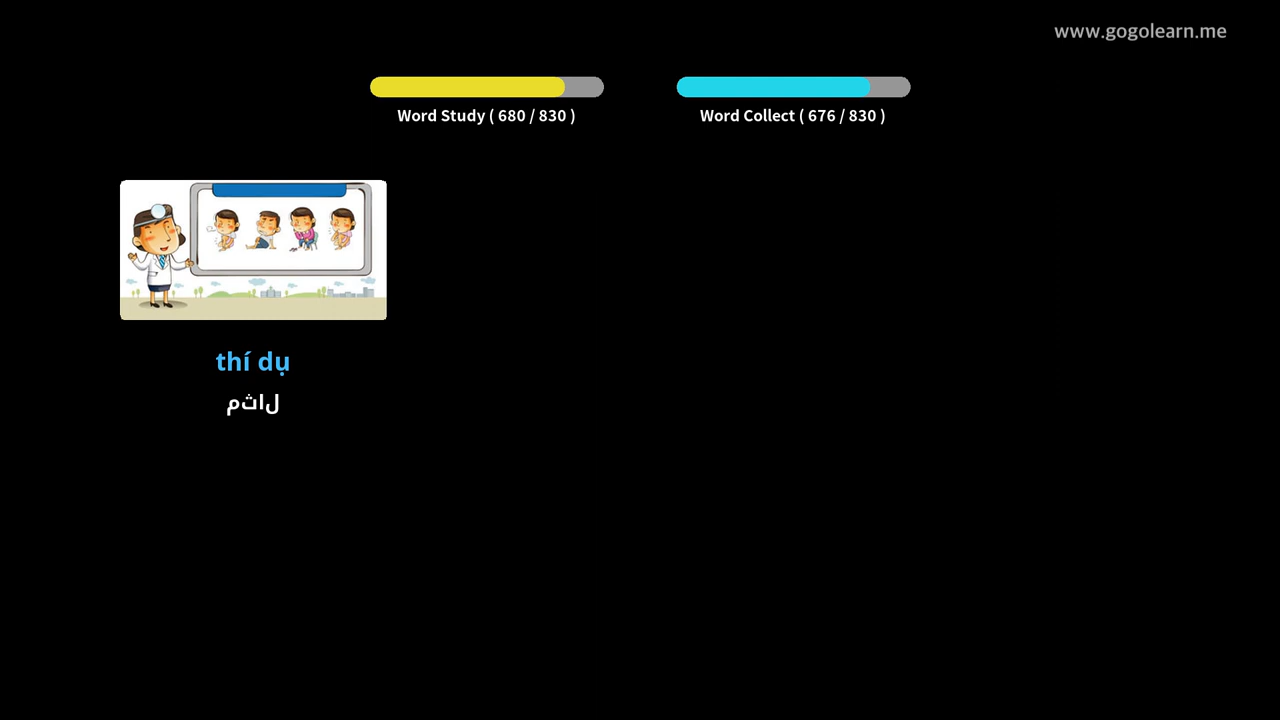 www.gogolearn.me
Word Study ( 680 / 830 )
Word Collect ( 676 / 830 )
thí dụ
مثال